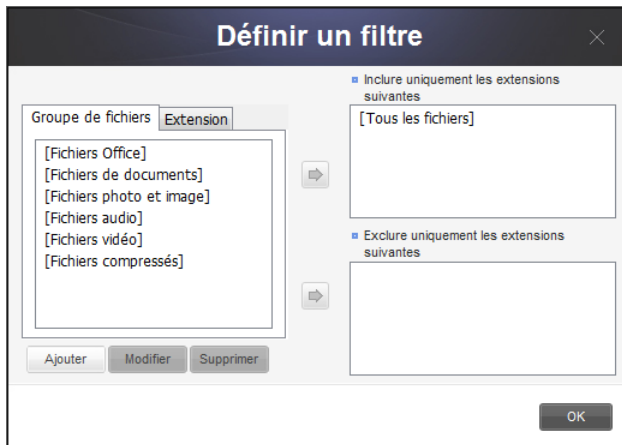 Définir un filtre
Groupe de fichiers
Extension
[Fichiers Office]
[Fichiers de documents]
[Fichiers photo et image]
[Fichiers audio]
[Fichiers vidéo]
[Fichiers compressés]
Ajouter
Modifier
Supprimer
Inclure uniquement les extensions
suivantes
[Tous les fichiers]
Exclure uniquement les extensions
suivantes
OK